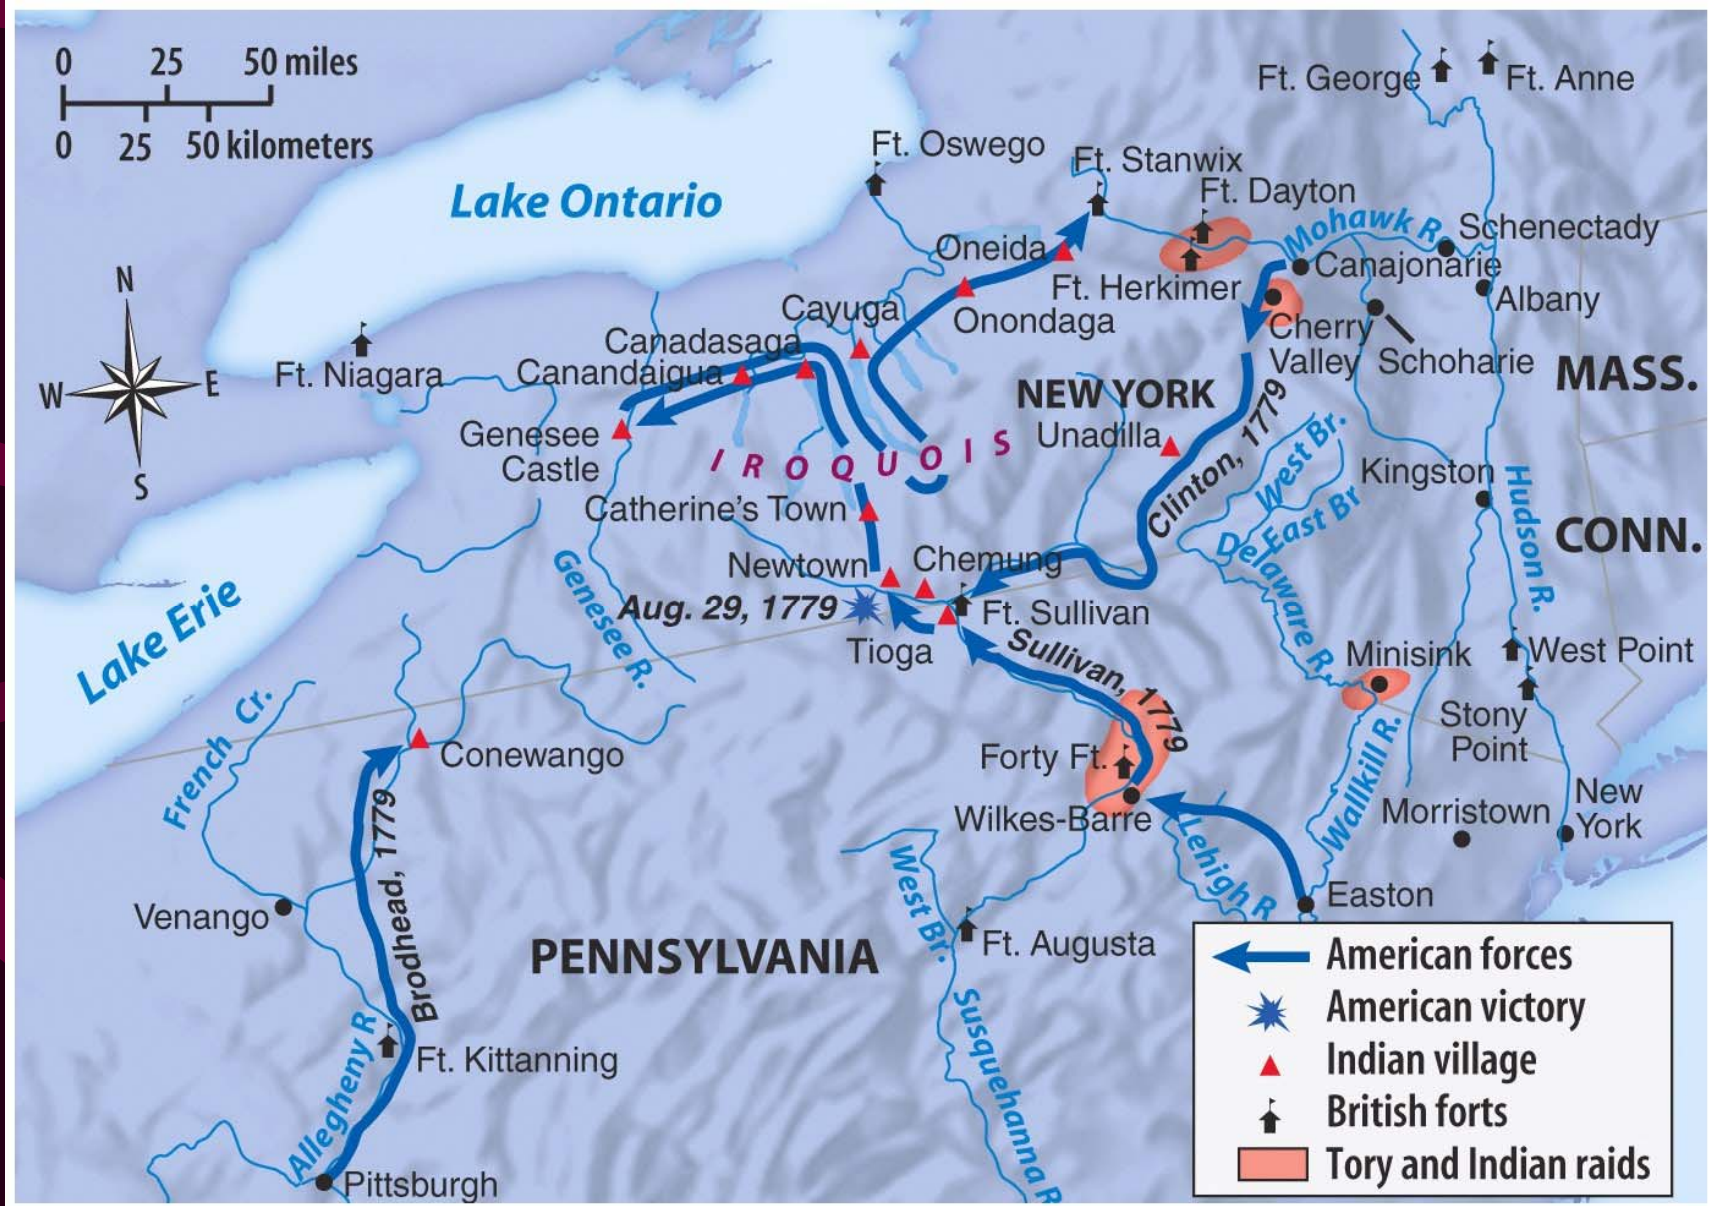 0 25 50 miles
0 25 50 kilometers
Ft. George
Ft. Anne
Ft. Oswego
Ft. Stanwix
Ft. Dayton
Lake Ontario
Mohawk R.
Schenectady
Oneida
Canajonarie
N
W
E
S
Ft. Herkimer
Albany
Cayuga
Onondaga
Cherry
Valley
Schoharie
Canadasaga
Canandaigua
Ft. Niagara
MASS.
NEW YORK
Genesee
Castle
IROQUOIS
Unadilla
Clinton, 1779
West Br.
Kingston
Hudson R.
Catherine's Town
De East Br
Delaware R.
CONN.
Newtown
Chemung
Genesee R.
Aug. 29, 1779
Ft. Sullivan
Lake Erie
Tioga
Sullivan, 1779
Minisink
West Point
French Cr.
Stony
Point
Conewango
Forty Ft.
Wallkill R.
Brodhead, 1779
Wilkes-Barre
Morristown
New
York
Lehigh R
West Br.
Easton
Venango
PENNSYLVANIA
Ft. Augusta
Susquehanna R
Allegheny R
Ft. Kittanning
Pittsburgh
American forces
American victory
Indian village
British forts
Tory and Indian raids